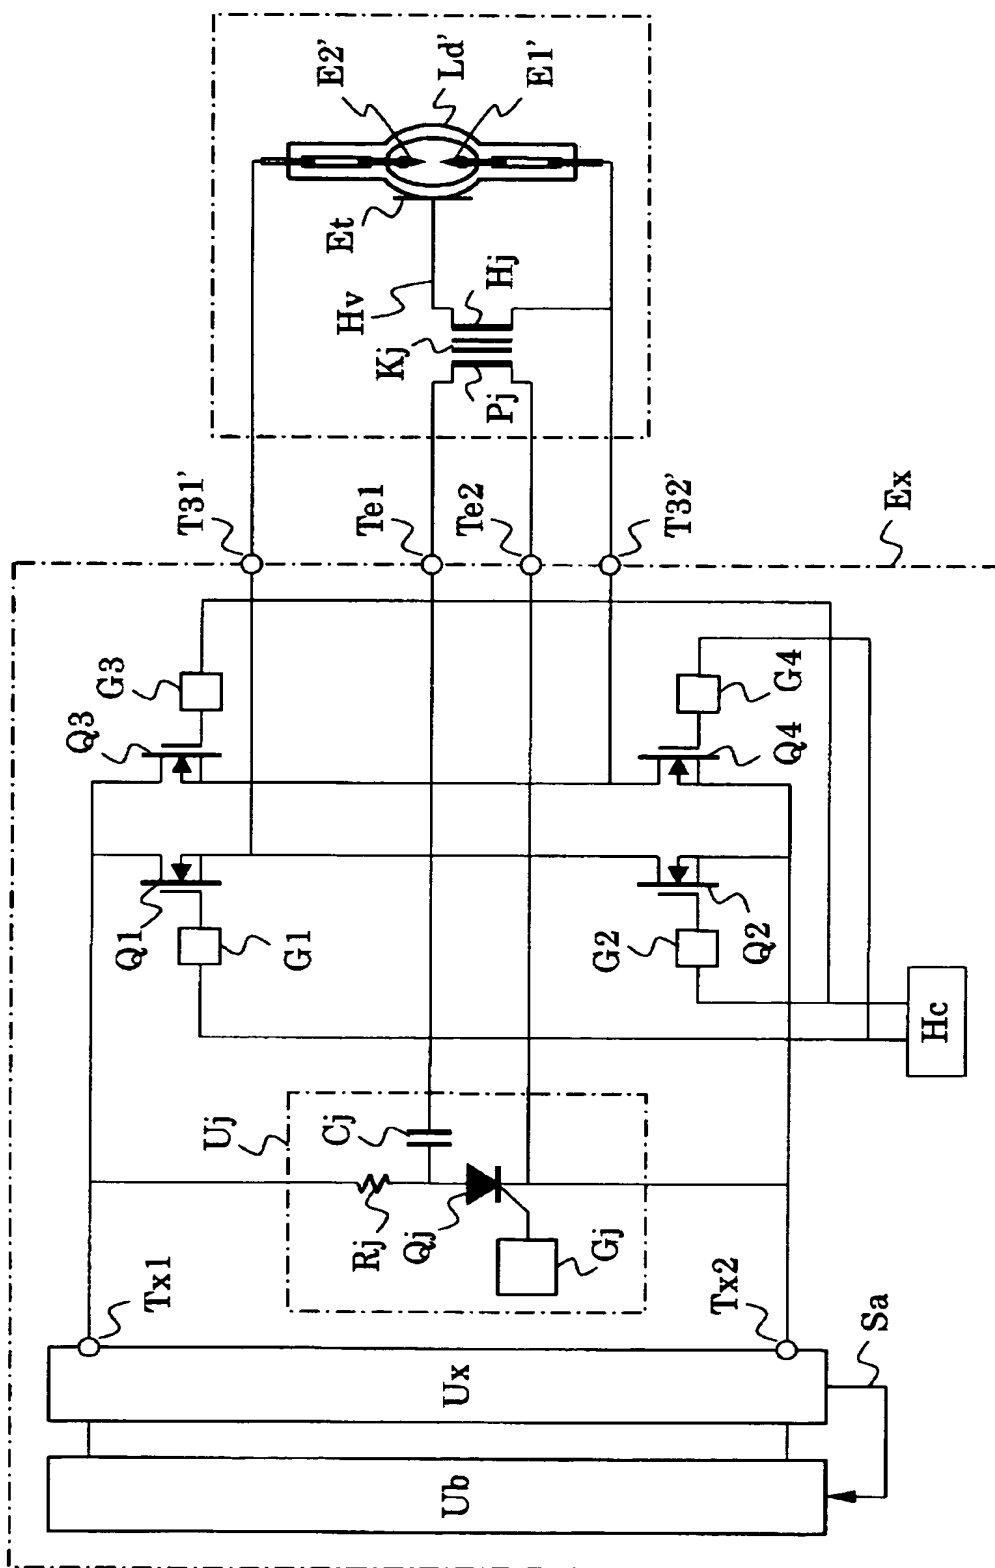 E2'
Ld'
E1'
Et
Hv
Hj
Kj
Pj
T31'
Te1
Te2
T32'
Ex
G3
Q3
G4
Q4
Q1
G1
G2
Q2
Hc
Uj
Cj
Rj
Qj
Gj
Tx1
Tx2
Sa
Ux
Ub